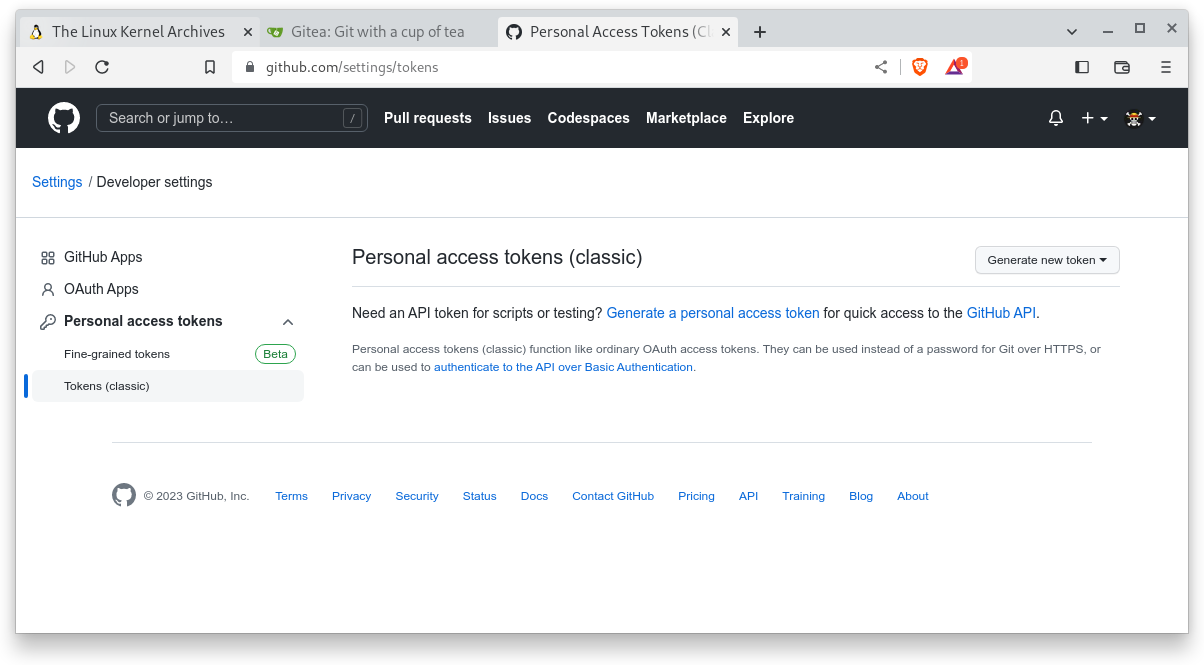 The Linux Kernel Archives
Gitea: Git with a cup of tea
Personal Access Tokens (Cl
github.com/settings/tokens
1
Search or jump to…
/
Pull requests
Issues
Codespaces
Marketplace
Explore
Settings / Developer settings
GitHub Apps
OAuth Apps
Personal access tokens
Fine-grained tokens
Beta
Tokens (classic)
Personal access tokens (classic)
Generate new token
Need an API token for scripts or testing? Generate a personal access token for quick access to the GitHub API.
Personal access tokens (classic) function like ordinary OAuth access tokens. They can be used instead of a password for Git over HTTPS, or
can be used to authenticate to the API over Basic Authentication.
© 2023 GitHub, Inc.
Terms
Privacy
Security
Status
Docs
Contact GitHub
Pricing
API
Training
Blog
About